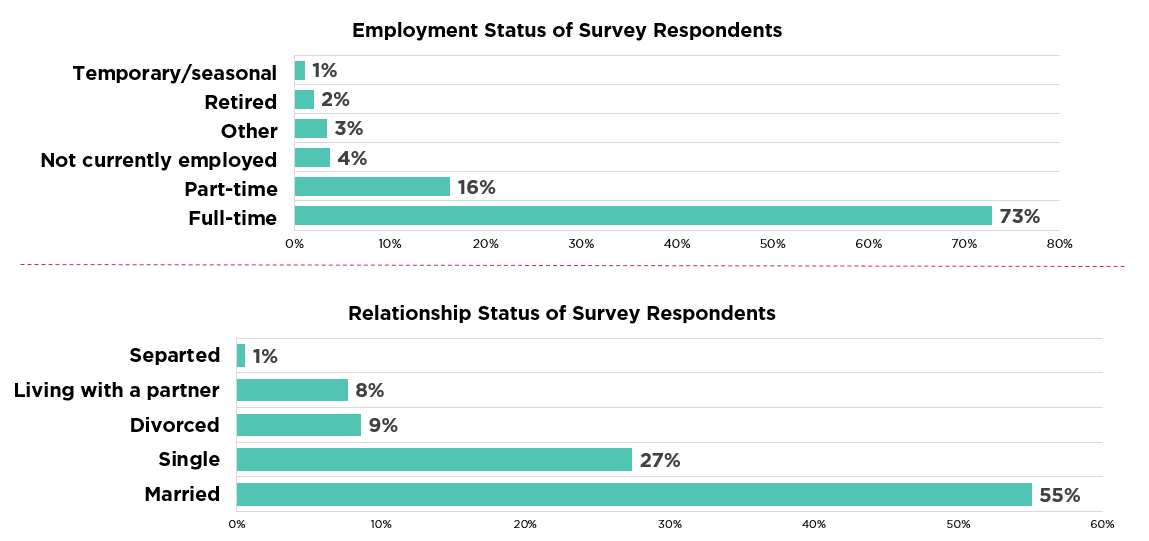 Employment Status of Survey Respondents
Temporary/seasonal 1%
Retired 2%
Other 3%
Not currently employed 4%
Part-time 16%
Full-time 73%
0% 10% 20% 30% 40% 50% 60% 70% 80%
Relationship Status of Survey Respondents
Separted 1%
Living with a partner 8%
Divorced 9%
Single 27%
Married 55%
0% 10% 20% 30% 40% 50% 60%